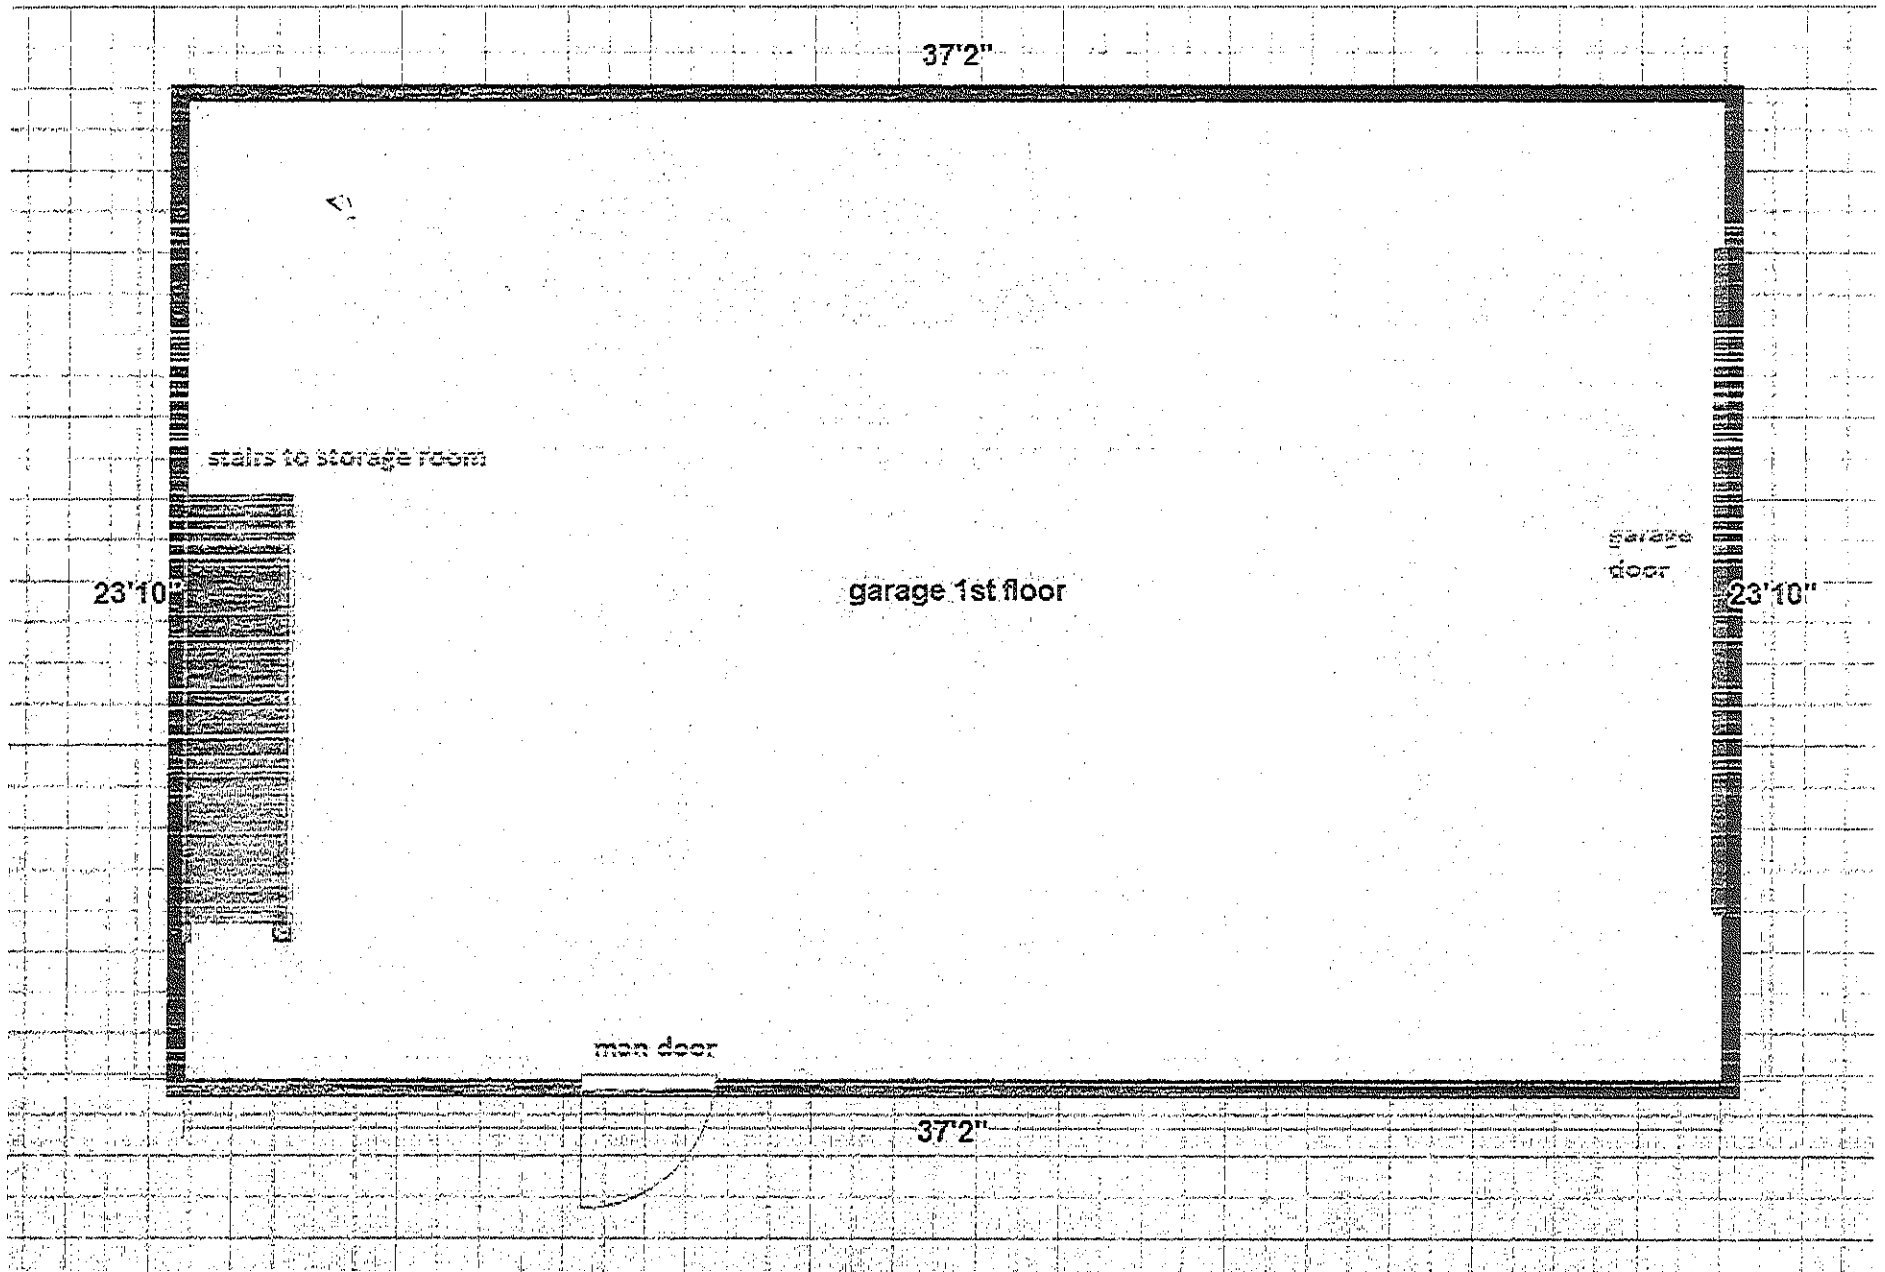 37'2"
stairs to storage room
garage
door
23'10"
garage 1st floor
23'10"
man door
37'2"